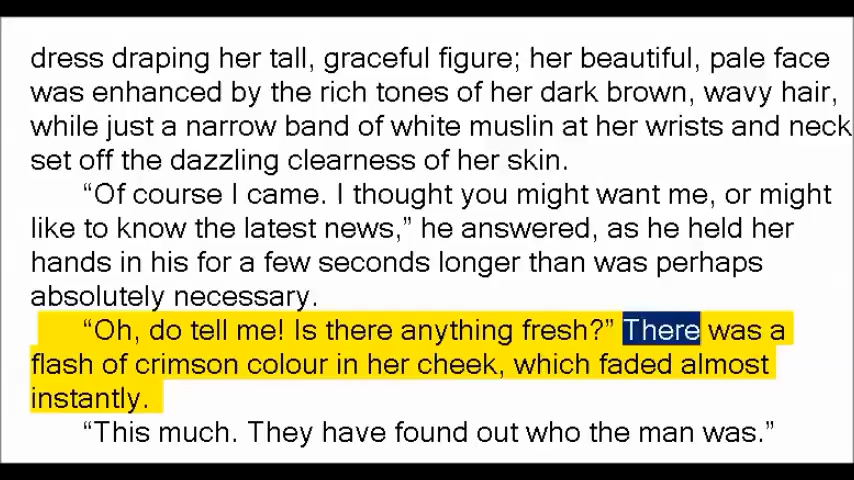 dress draping her tall, graceful figure; her beautiful, pale face
was enhanced by the rich tones of her dark brown, wavy hair,
while just a narrow band of white muslin at her wrists and neck
set off the dazzling clearness of her skin.
“Of course I came. I thought you might want me, or might
like to know the latest news,” he answered, as he held her
hands in his for a few seconds longer than was perhaps
absolutely necessary.
“Oh, do tell me! Is there anything fresh?” There was a
flash of crimson colour in her cheek, which faded almost
instantly.
“This much. They have found out who the man was.”